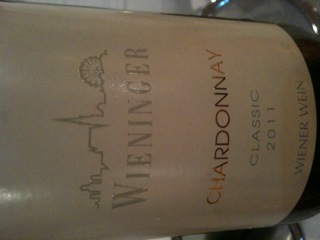 WIENINGER
CHARDONNAY
CLASSIC
2011
WIENER WEIN